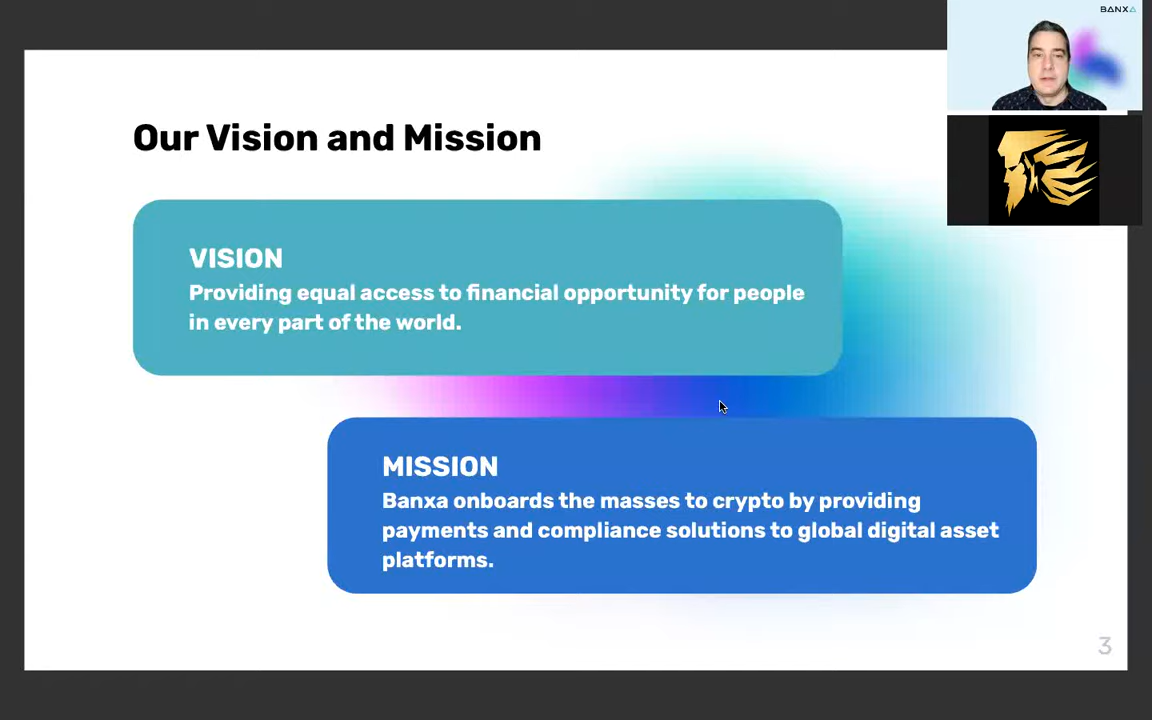 BANXA
Our Vision and Mission
VISION
Providing equal access to financial opportunity for people
in every part of the world.
MISSION
Banxa onboards the masses to crypto by providing
payments and compliance solutions to global digital asset
platforms.
3